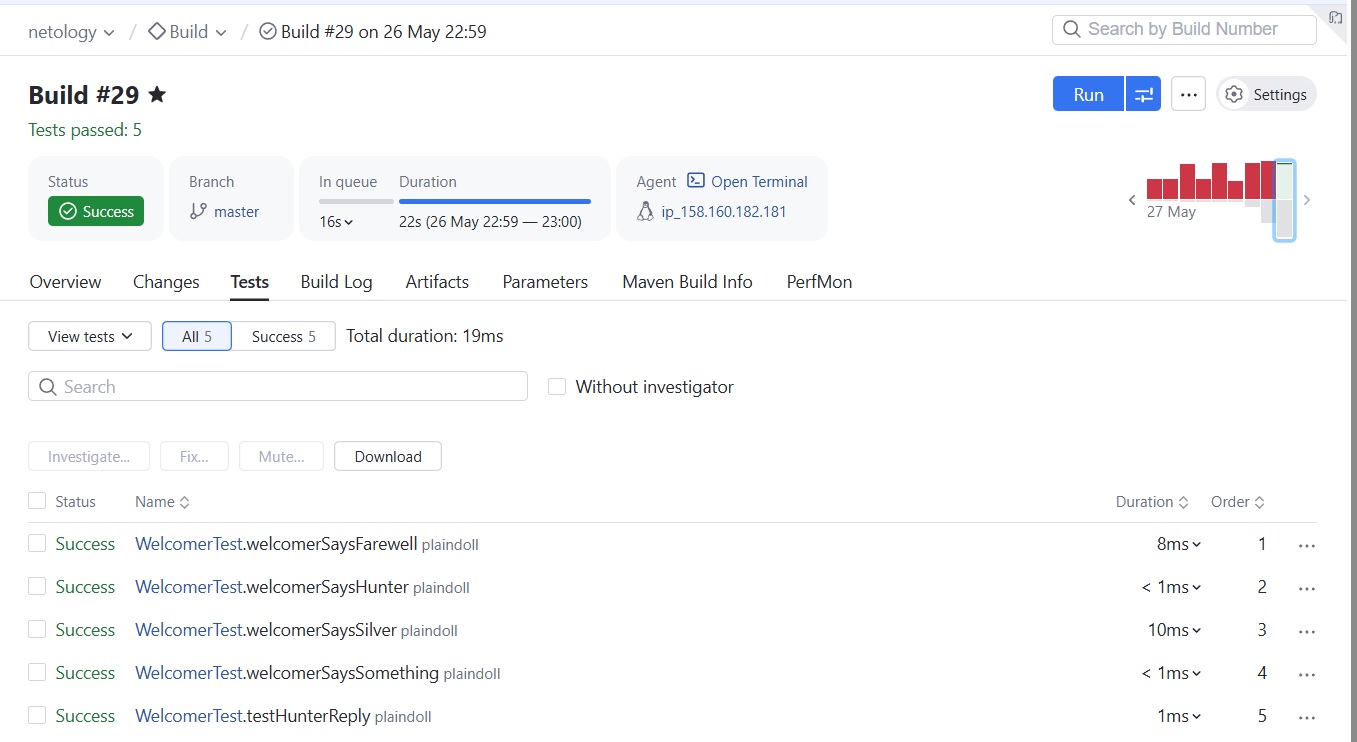 netology / Build / Build #29 on 26 May 22:59
Search by Build Number
Build #29
Run
Settings
Tests passed: 5
Status
Success
Branch
master
In queue
16s
Duration
22s (26 May 22:59 — 23:00)
Agent Open Terminal
ip_158.160.182.181
27 May
Overview Changes Tests Build Log Artifacts Parameters Maven Build Info PerfMon
View tests All 5 Success 5 Total duration: 19ms
Search Without investigator
Investigate... Fix... Mute... Download
Status Name Duration Order
Success WelcomerTest.welcomerSaysFarewell plaindoll 8ms 1 ...
Success WelcomerTest.welcomerSaysHunter plaindoll < 1ms 2 ...
Success WelcomerTest.welcomerSaysSilver plaindoll 10ms 3 ...
Success WelcomerTest.welcomerSaysSomething plaindoll < 1ms 4 ...
Success WelcomerTest.testHunterReply plaindoll 1ms 5 ...